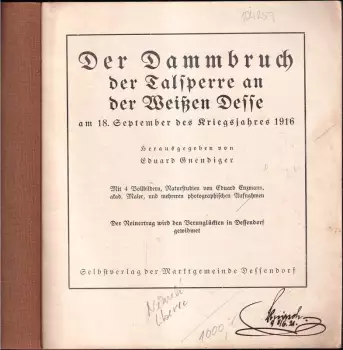 Der Dammbruch
der Talsperre an
der Weißen Desse
am 18. September des Kriegsjahres 1916
Herausgegeben von
Eduard Gnendiger
Mit 4 Vollbildern, Naturstudien von Eduard Enzmann,
akad. Maler, und mehreren photographischen Aufnahmen
Der Reinertrag wird den Verunglückten in Dessendorf
gewidmet
Selbstverlag der Marktgemeinde Dessendorf
Německá
Liberec
1000,-